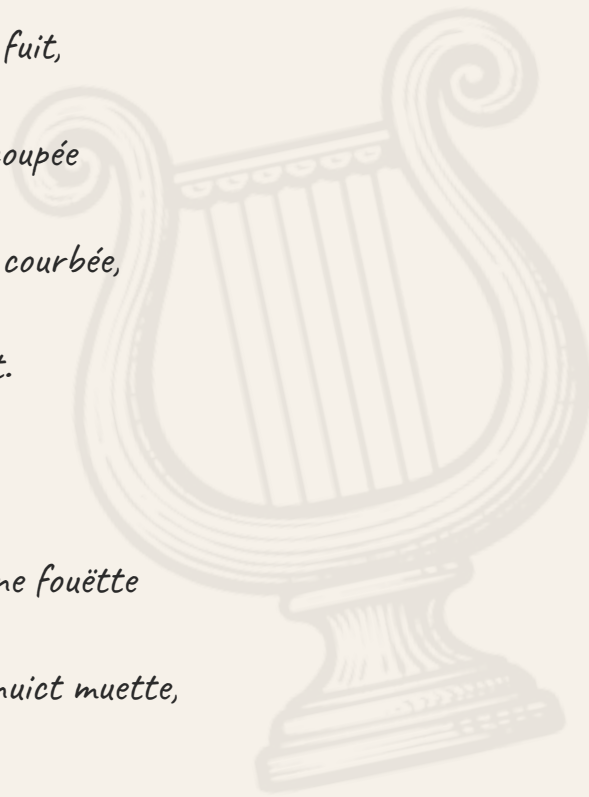 fuit,
oupée
courbée,
t.
ne fouëtte
nuict muette,